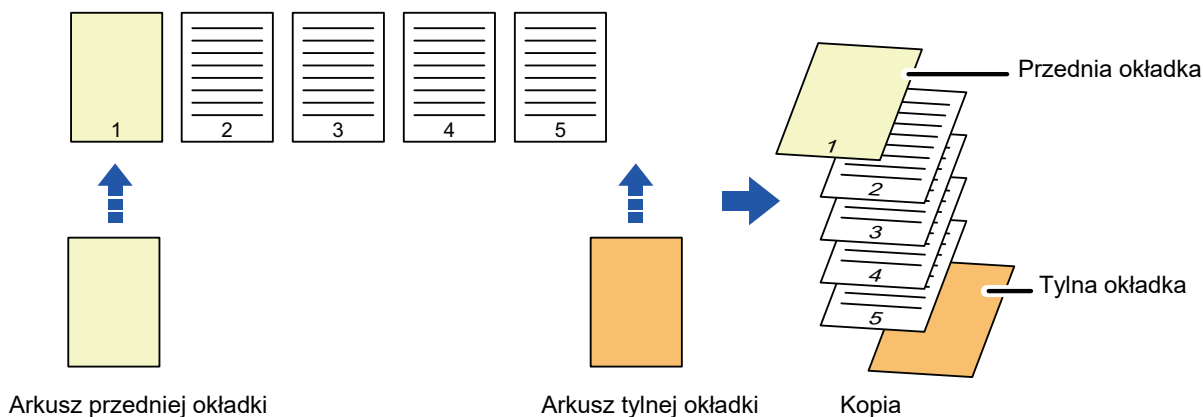 1 2 3 4 5
Przednia okładka
1
2
3
4
5
Tylna okładka
Arkusz przedniej okładki Arkusz tylnej okładki Kopia